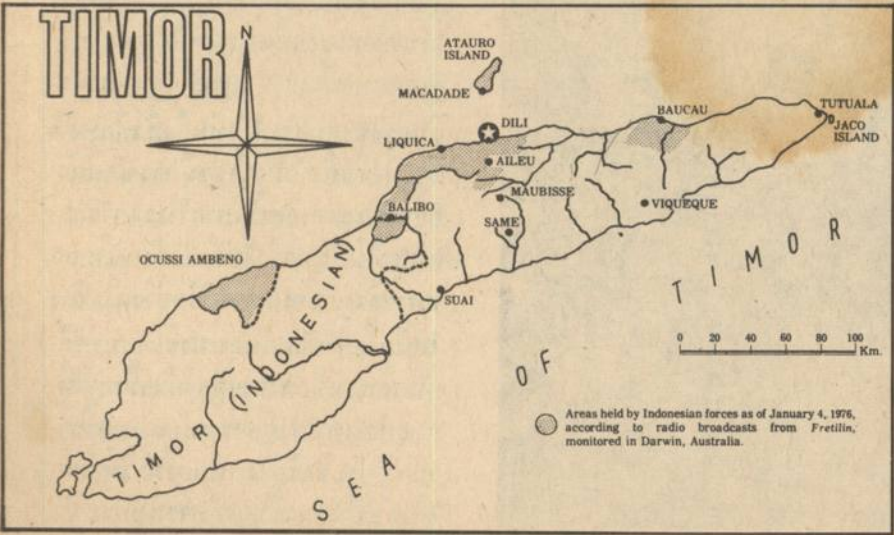 TIMOR
N
ATAURO
ISLAND
MACADADE
DILI
BAUCAU
TUTUALA
JACO
ISLAND
LIQUICA
AILEU
MAUBISSE
VIQUEQUE
BALIBO
SAME
OCUSSI AMBENO
SUAI
TIMOR (INDONESIAN)
SEA OF TIMOR
0 20 40 60 80 100
Km.
Areas held by Indonesian forces as of January 4, 1976,
according to radio broadcasts from Fretilin,
monitored in Darwin, Australia.